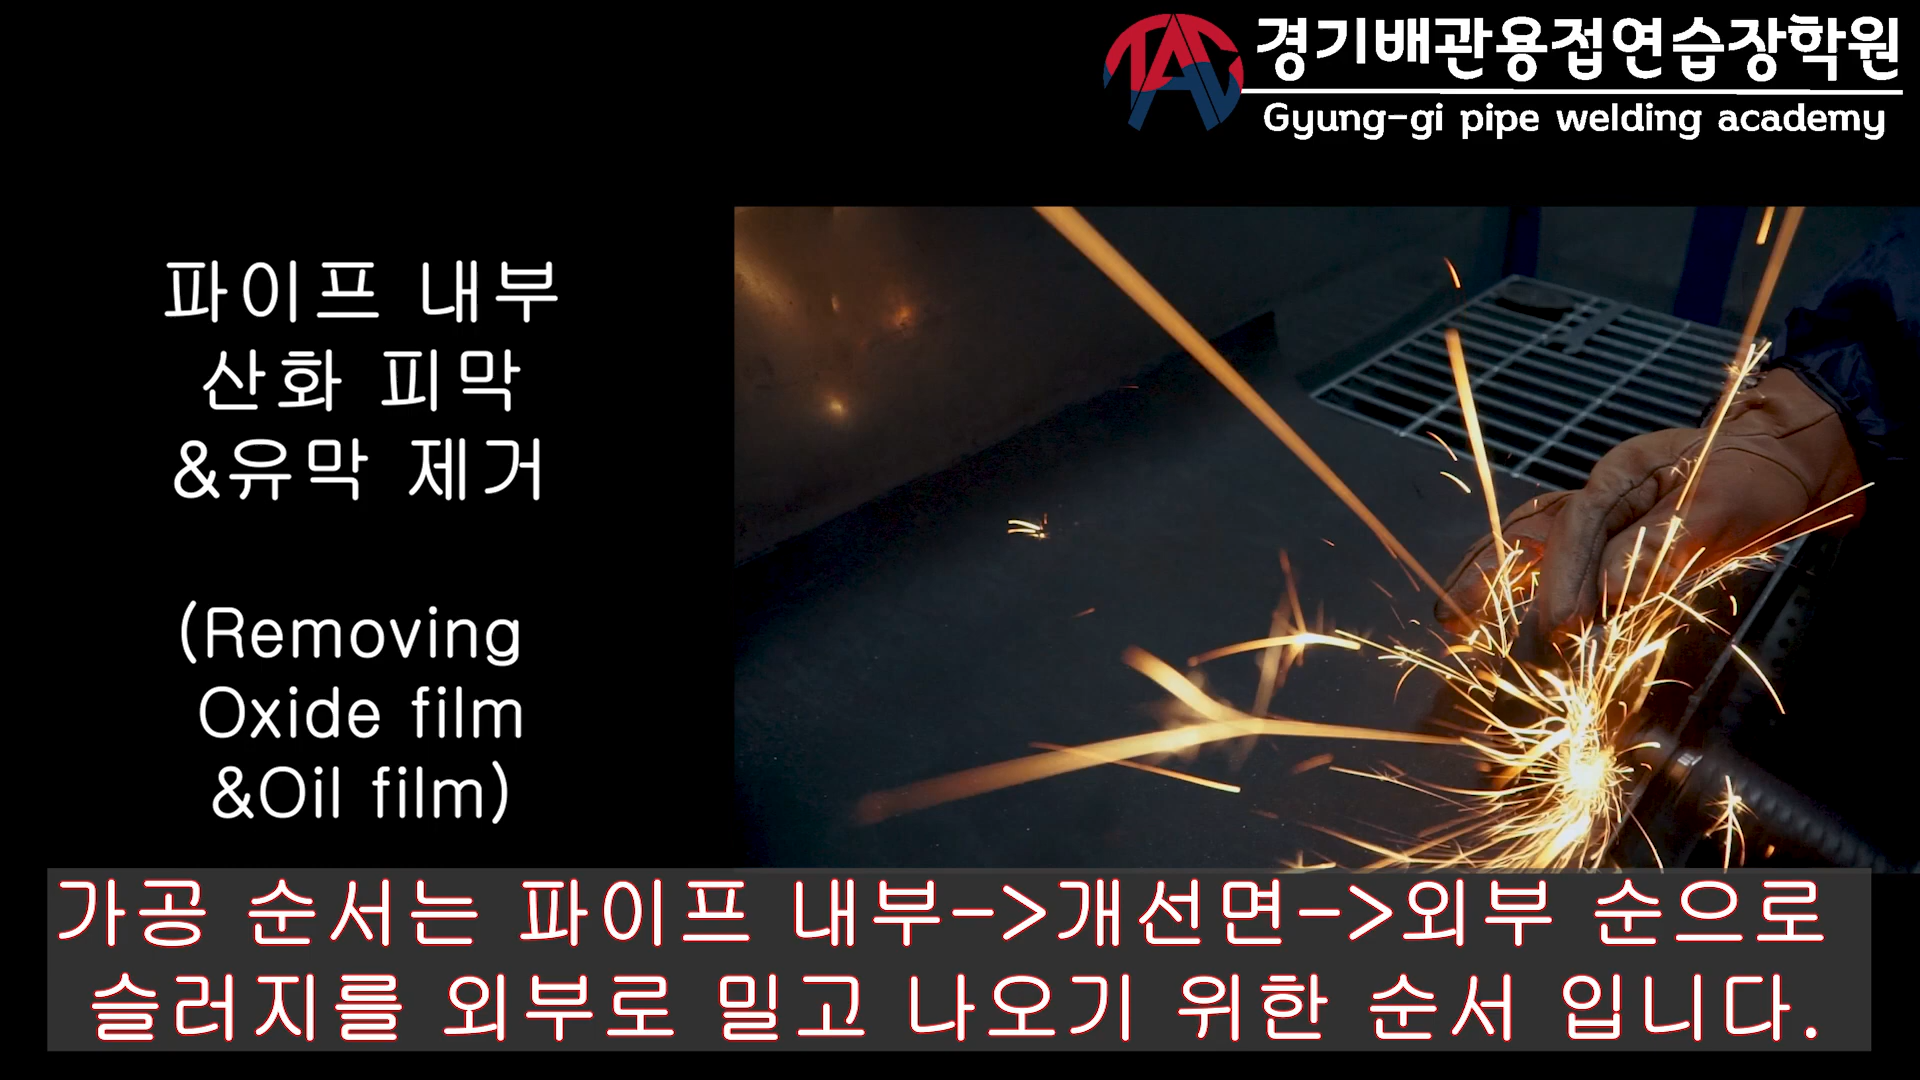 경기배관용접연습장학원
Gyung-gi pipe welding academy
파이프 내부
산화 피막
&유막 제거
(Removing
Oxide film
&Oil film)
가공 순서는 파이프 내부->개선면->외부 순으로
슬러지를 외부로 밀고 나오기 위한 순서 입니다.